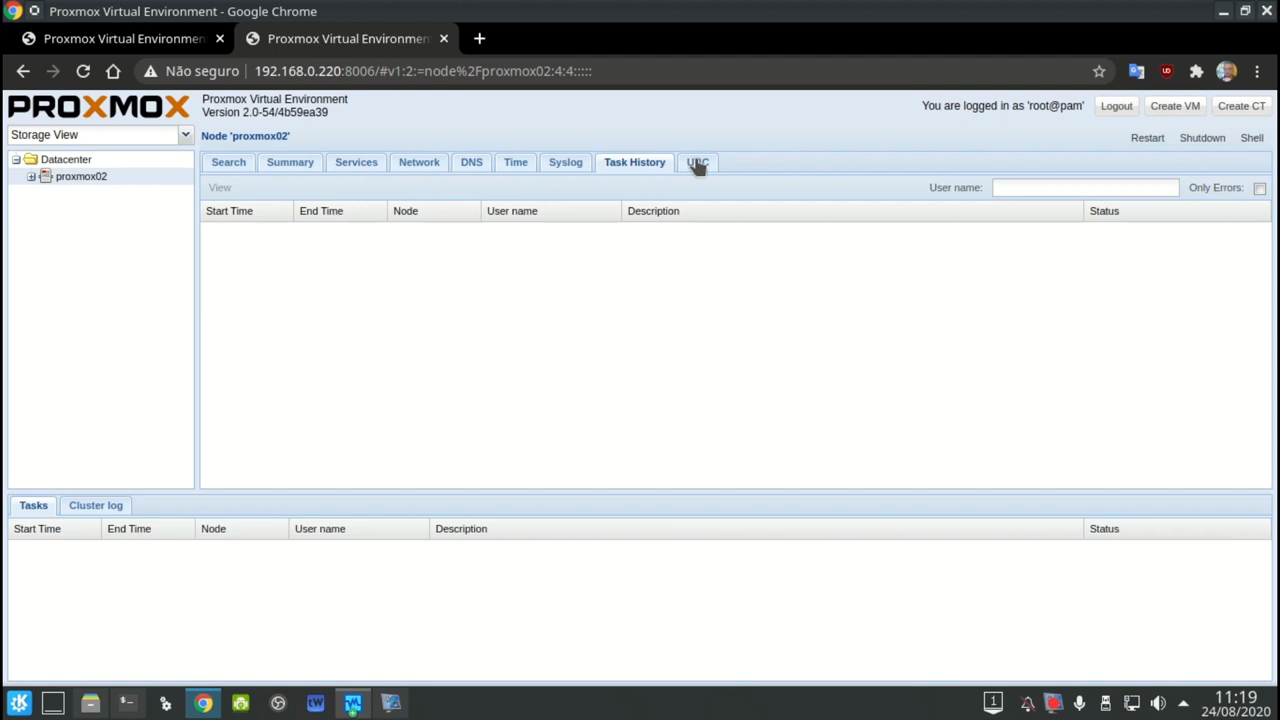 Proxmox Virtual Environment - Google Chrome
Proxmox Virtual Environmen
Proxmox Virtual Environme
Não seguro
192.168.0.220:8006/#v1:2:=node%2Fproxmox02:4:4:::::
PROXMOX
Proxmox Virtual Environment
Version 2.0-54/4b59ea39
You are logged in as 'root@pam'
Logout
Create VM
Create CT
Storage View
Node 'proxmox02'
Restart
Shutdown
Shell
Datacenter
proxmox02
Search
Summary
Services
Network
DNS
Time
Syslog
Task History
View
User name:
Only Errors:
Start Time
End Time
Node
User name
Description
Status
Tasks
Cluster log
Start Time
End Time
Node
User name
Description
Status
1
11:19
24/08/2020